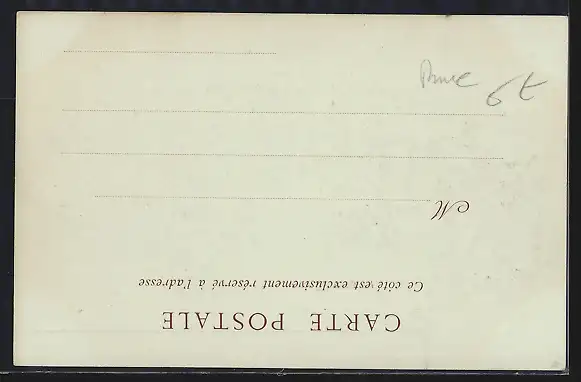 CARTE POSTALE
Ce côté est exclusivement réservé à l'adresse
M